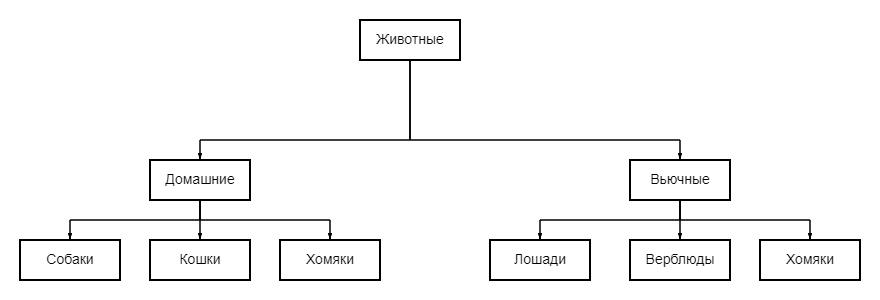 Животные
Домашние
Вьючные
Собаки
Кошки
Хомяки
Лошади
Верблюды
Хомяки